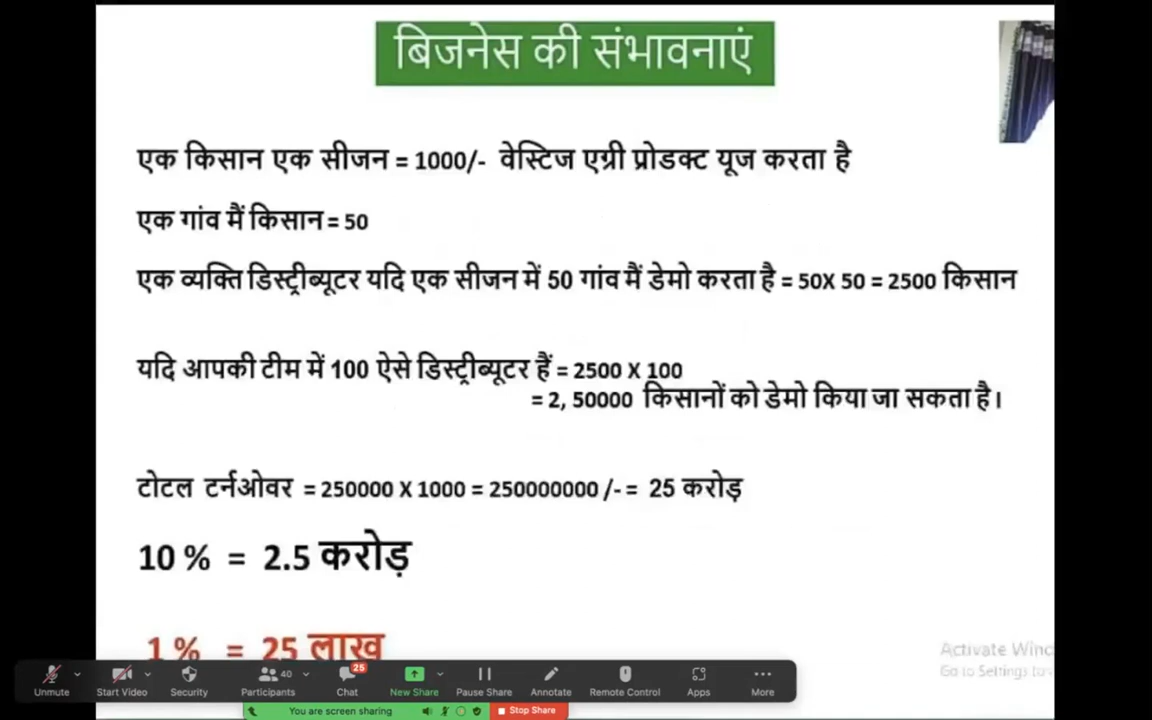 बिजनेस की संभावनाएं
एक किसान एक सीजन = 1000/- वेस्टिज एग्री प्रोडक्ट यूज करता है
एक गांव मैं किसान = 50
एक व्यक्ति डिस्ट्रीब्यूटर यदि एक सीजन में 50 गांव मैं डेमो करता है = 50X 50 = 2500 किसान
यदि आपकी टीम में 100 ऐसे डिस्ट्रीब्यूटर हैं = 2500 X 100
= 2, 50000 किसानों को डेमो किया जा सकता है।
टोटल टर्नओवर = 250000 X 1000 = 250000000 /- = 25 करोड़
10 % = 2.5 करोड़
1 % = 25 लाख
Activate Winc
Go to Settings to
40
25
Unmute Start Video Security Participants Chat New Share Pause Share Annotate Remote Control Apps More
You are screen sharing Stop Share